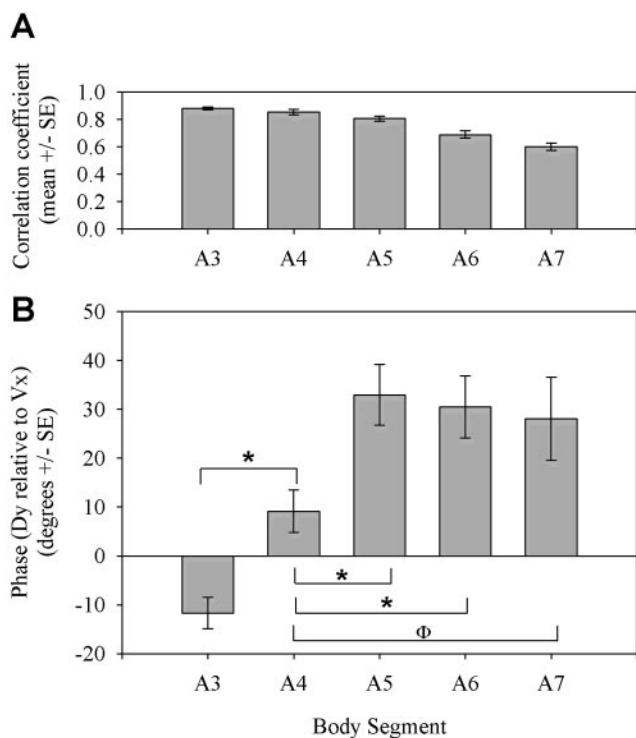 A
Correlation coefficient
(mean +/- SE)
1.0
0.8
0.6
0.4
0.2
0.0
A3 A4 A5 A6 A7
B
Phase (Dy relative to Vx)
(degrees +/- SE)
50
40
30
20
10
0
-10
-20
*
*
*
Φ
A3 A4 A5 A6 A7
Body Segment